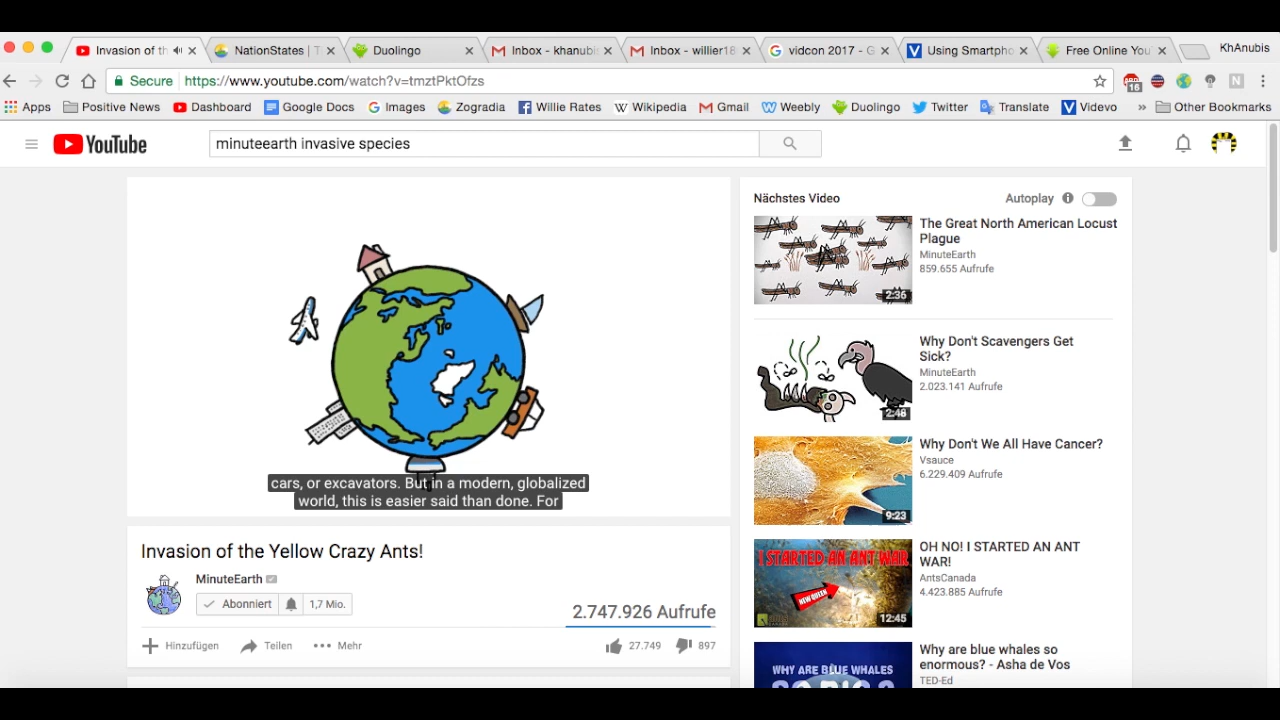 Invasion of th
NationStates | T
Duolingo
Inbox - khanubi
Inbox - willier18
vidcon 2017 - G
Using Smartpho
Free Online You
KhAnubis
Secure
https://www.youtube.com/watch?v=tmztPktOfzs
16
Apps
Positive News
Dashboard
Google Docs
Images
Zogradia
Willie Rates
Wikipedia
Gmail
Weebly
Duolingo
Twitter
Translate
Videvo
»
Other Bookmarks
YouTube
minuteearth invasive species
cars, or excavators. But in a modern, globalized
world, this is easier said than done. For
Invasion of the Yellow Crazy Ants!
MinuteEarth
Abonniert
1,7 Mio.
2.747.926 Aufrufe
Hinzufügen
Teilen
Mehr
27.749
897
Nächstes Video
Autoplay
2:36
The Great North American Locust
Plague
MinuteEarth
859.655 Aufrufe
2:48
Why Don't Scavengers Get
Sick?
MinuteEarth
2.023.141 Aufrufe
9:23
Why Don't We All Have Cancer?
Vsauce
6.229.409 Aufrufe
I STARTED AN ANT WAR
NEW QUEEN
12:45
OH NO! I STARTED AN ANT
WAR!
AntsCanada
4.423.885 Aufrufe
WHY ARE BLUE WHALES
Why are blue whales so
enormous? - Asha de Vos
TED-Ed